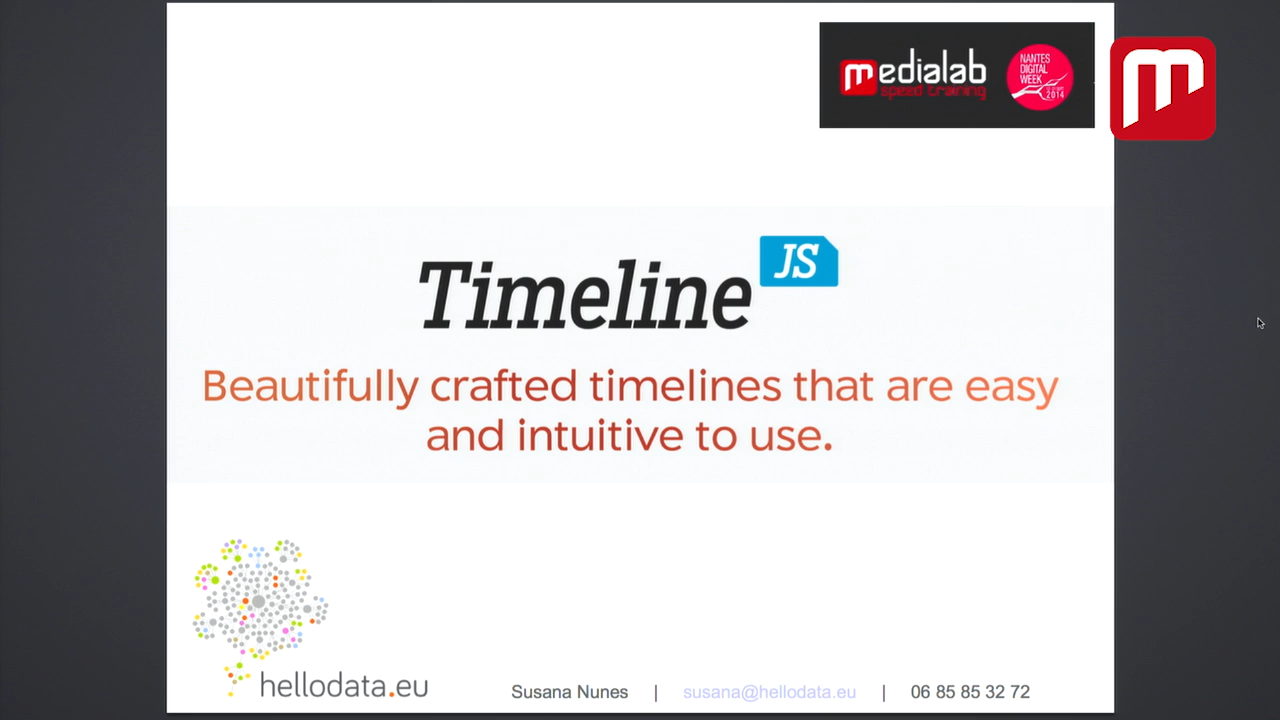 medialab
speed training
NANTES
DIGITAL
WEEK
2014
m
Timeline JS
Beautifully crafted timelines that are easy
and intuitive to use.
hellodata.eu
Susana Nunes | susana@hellodata.eu | 06 85 85 32 72